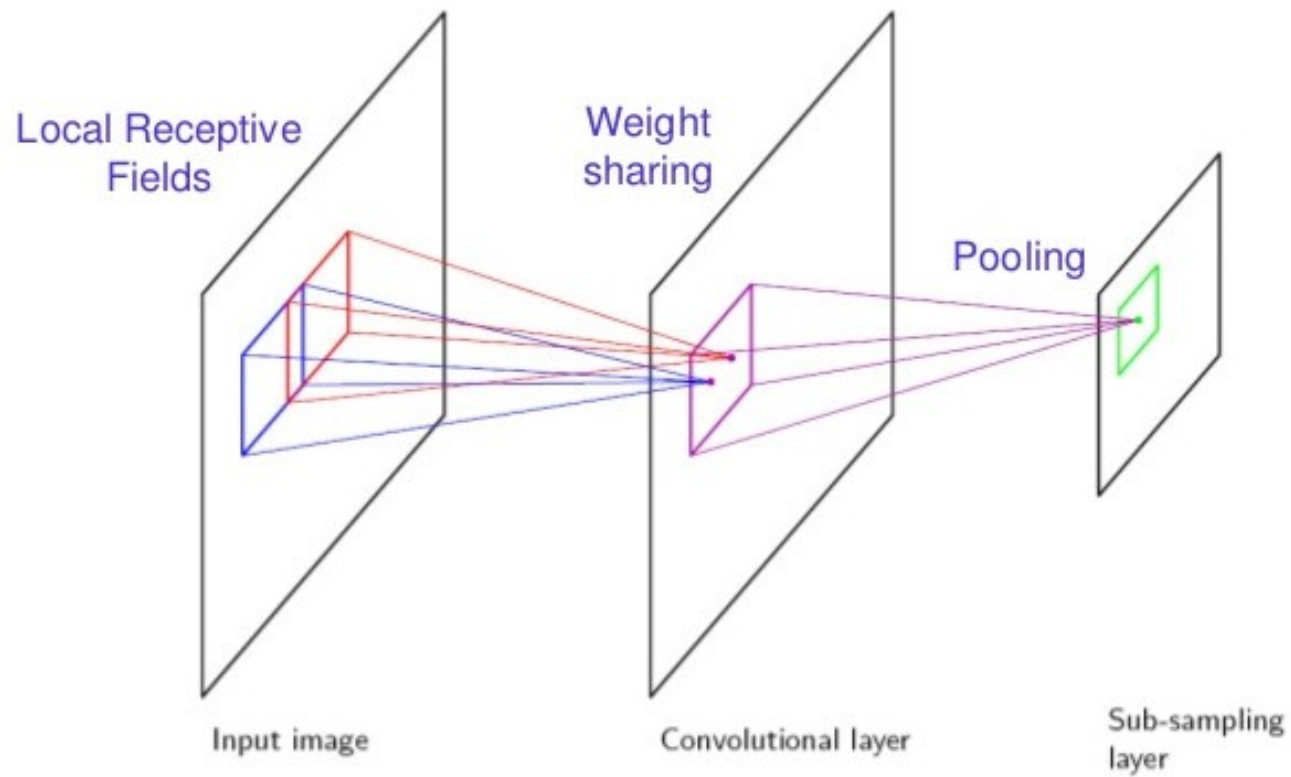 Local Receptive
Fields
Weight
sharing
Pooling
Input image
Convolutional layer
Sub-sampling
layer